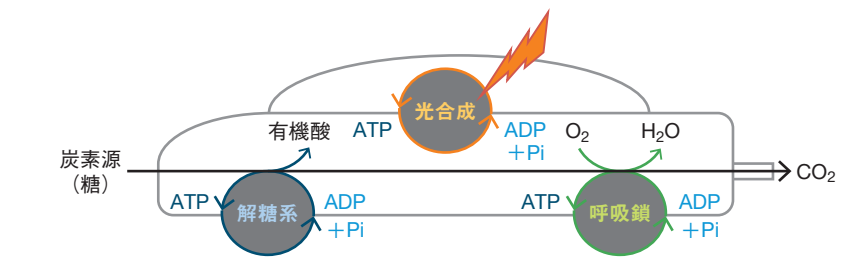 光合成
有機酸
ATP
ADP
＋Pi
O₂
H₂O
炭素源
（糖）
CO₂
ATP
解糖系
ADP
＋Pi
ATP
呼吸鎖
ADP
＋Pi